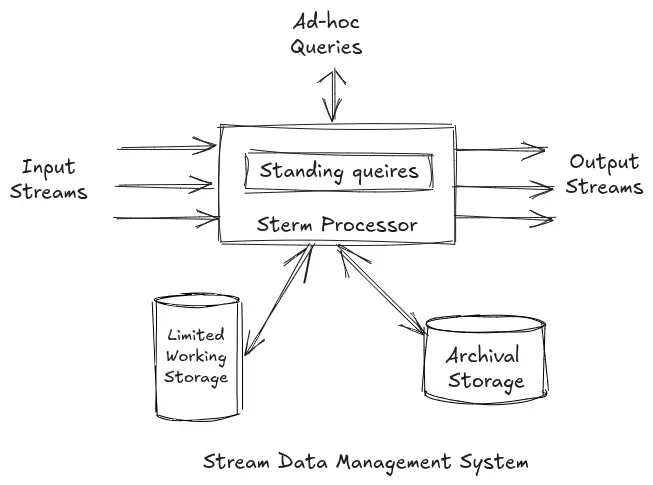 Ad-hoc
Queries
Input
Streams
Standing queires
Sterm Processor
Output
Streams
Limited
Working
Storage
Archival
Storage
Stream Data Management System